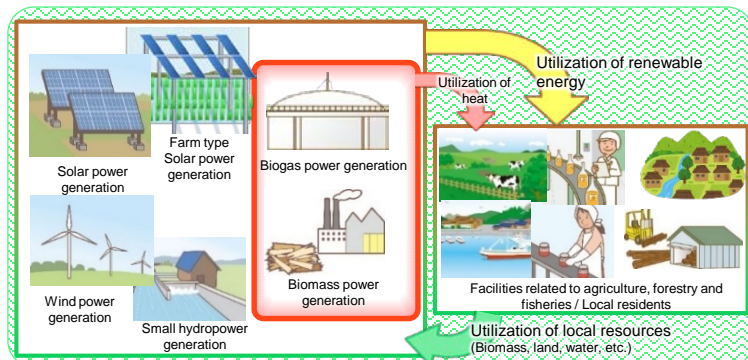 Solar power
generation
Farm type
Solar power
generation
Biogas power generation
Wind power
generation
Small hydropower
generation
Biomass power
generation
Utilization of
heat
Utilization of renewable
energy
Facilities related to agriculture, forestry and
fisheries / Local residents
Utilization of local resources
(Biomass, land, water, etc.)